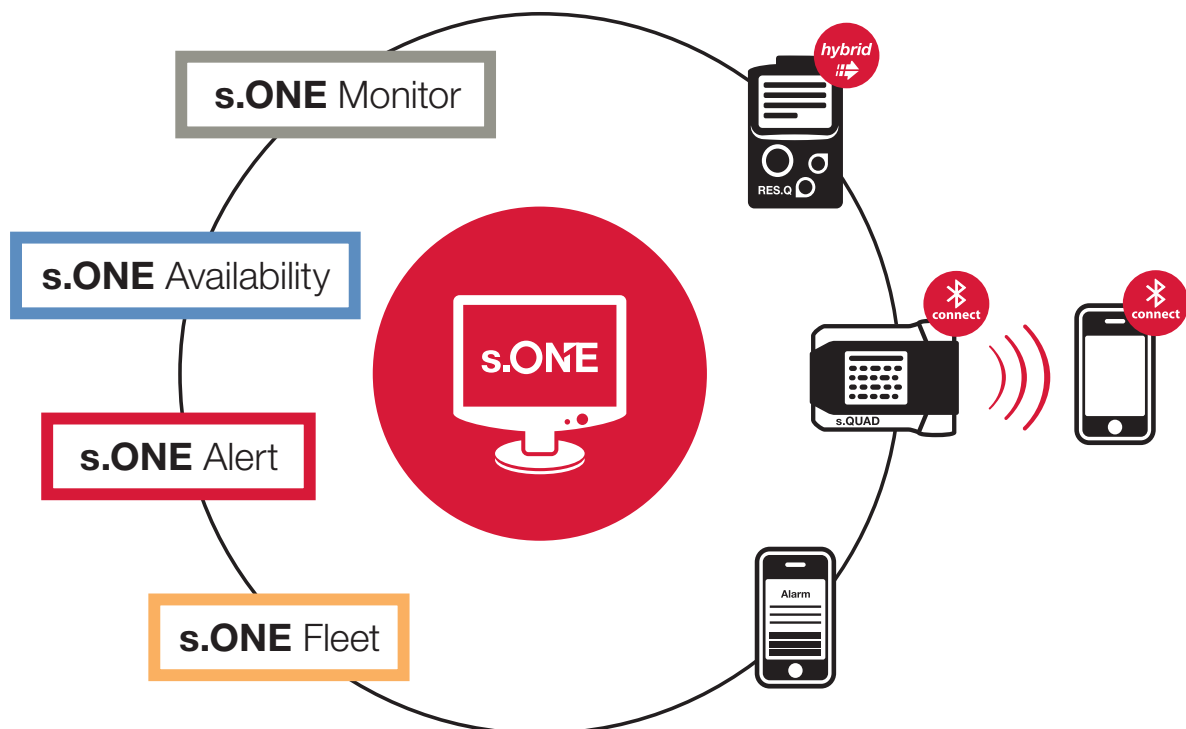 s.ONE Monitor
s.ONE Availability
s.ONE Alert
s.ONE Fleet
s.ONE
hybrid
RES.Q
connect
s.QUAD
connect
Alarm